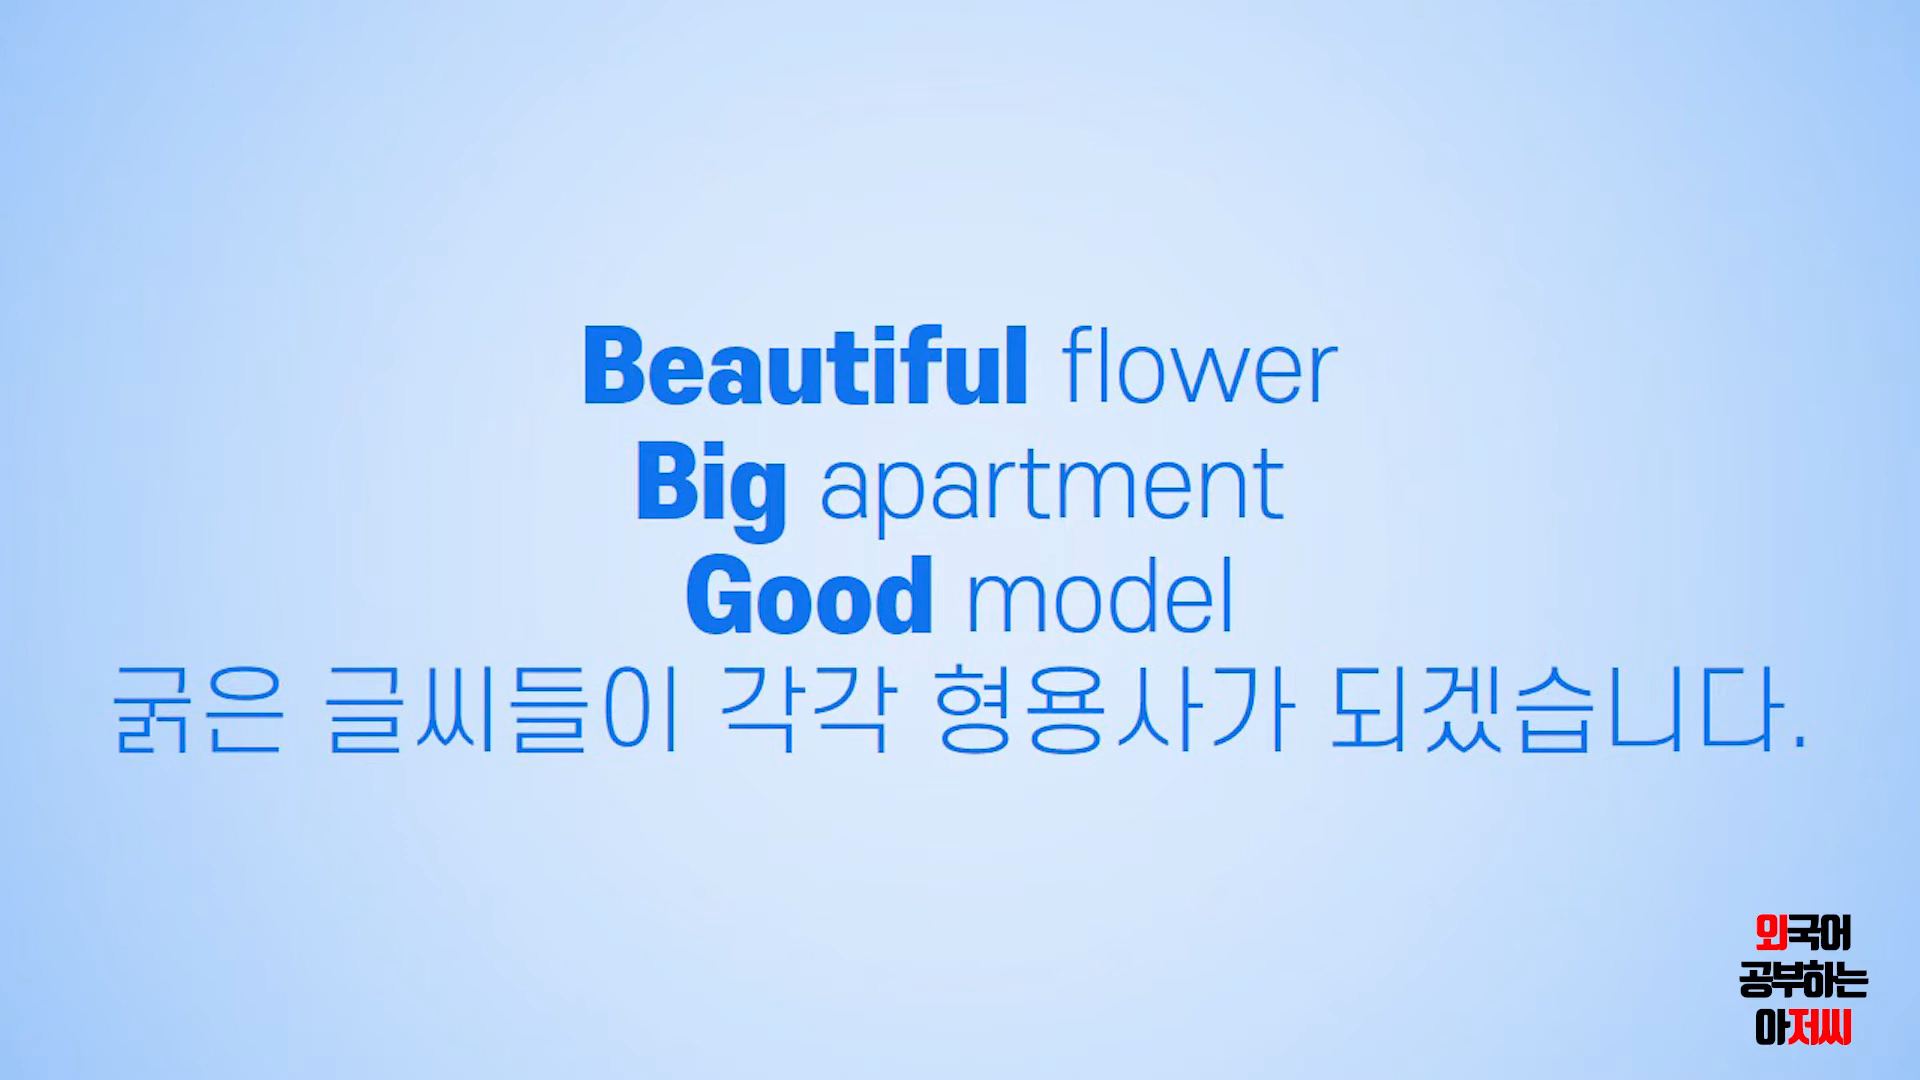 Beautiful flower
Big apartment
Good model
굵은 글씨들이 각각 형용사가 되겠습니다.
외국어
공부하는
아저씨